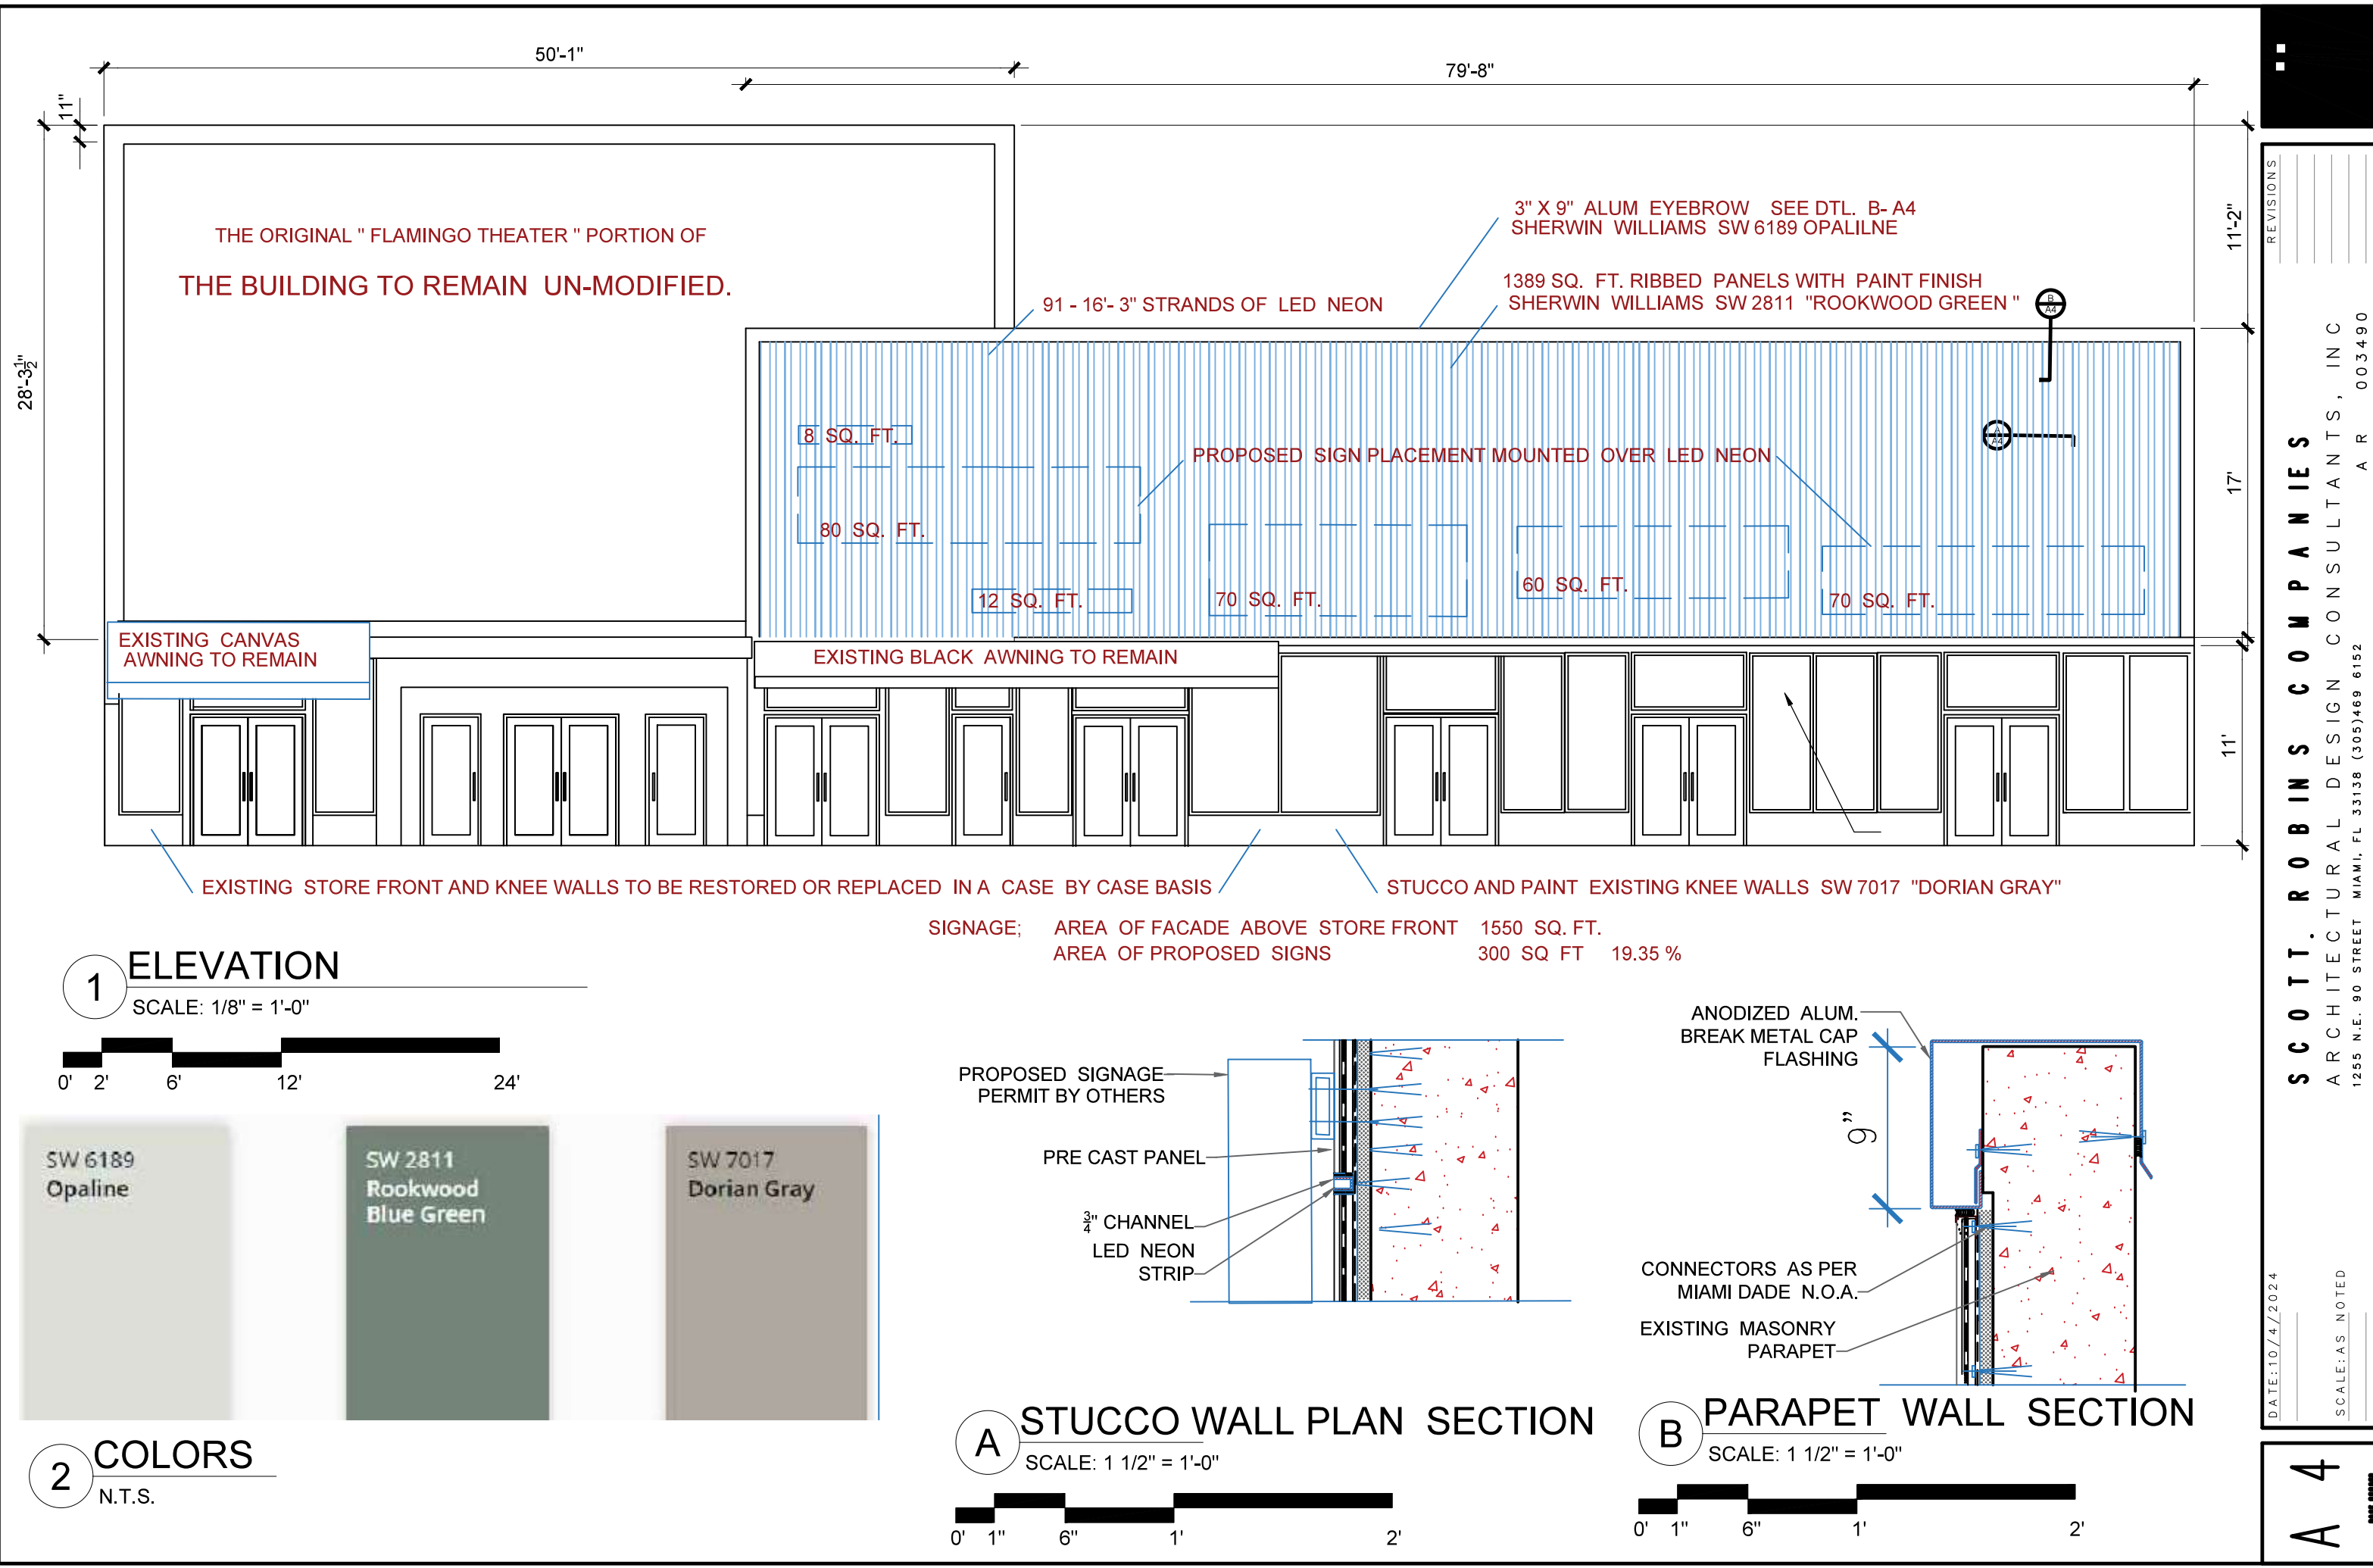 50'-1"
79'-8"
11"
28'-3½"
11'-2"
17'
11'
THE ORIGINAL " FLAMINGO THEATER " PORTION OF
THE BUILDING TO REMAIN UN-MODIFIED.
3" X 9" ALUM EYEBROW SEE DTL. B- A4
SHERWIN WILLIAMS SW 6189 OPALILNE
1389 SQ. FT. RIBBED PANELS WITH PAINT FINISH
SHERWIN WILLIAMS SW 2811 "ROOKWOOD GREEN "
91 - 16'- 3" STRANDS OF LED NEON
B
A4
A
A4
8 SQ. FT.
PROPOSED SIGN PLACEMENT MOUNTED OVER LED NEON
80 SQ. FT.
12 SQ. FT.
70 SQ. FT.
60 SQ. FT.
70 SQ. FT.
EXISTING CANVAS
AWNING TO REMAIN
EXISTING BLACK AWNING TO REMAIN
EXISTING STORE FRONT AND KNEE WALLS TO BE RESTORED OR REPLACED IN A CASE BY CASE BASIS
STUCCO AND PAINT EXISTING KNEE WALLS SW 7017 "DORIAN GRAY"
SIGNAGE; AREA OF FACADE ABOVE STORE FRONT 1550 SQ. FT.
AREA OF PROPOSED SIGNS 300 SQ FT 19.35 %
1 ELEVATION
SCALE: 1/8" = 1'-0"
0' 2' 6' 12' 24'
SW 6189
Opaline
SW 2811
Rookwood
Blue Green
SW 7017
Dorian Gray
2 COLORS
N.T.S.
PROPOSED SIGNAGE
PERMIT BY OTHERS
PRE CAST PANEL
¾" CHANNEL
LED NEON
STRIP
A STUCCO WALL PLAN SECTION
SCALE: 1 1/2" = 1'-0"
0' 1" 6" 1' 2'
ANODIZED ALUM.
BREAK METAL CAP
FLASHING
9"
CONNECTORS AS PER
MIAMI DADE N.O.A.
EXISTING MASONRY
PARAPET
B PARAPET WALL SECTION
SCALE: 1 1/2" = 1'-0"
0' 1" 6" 1' 2'
REVISIONS
SCOTT. ROBINS COMPANIES
ARCHITECTURAL DESIGN CONSULTANTS, INC
1255 N.E. 90 STREET MIAMI, FL 33138 (305)469 6152
AR 003490
DATE:10/4/2024
SCALE:AS NOTED
A 4